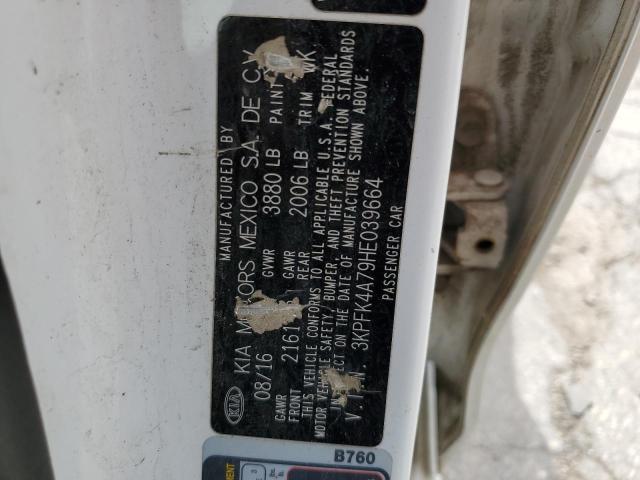 MANUFACTURED BY
KIA KIA MOTORS MEXICO S.A. DE C.V.
08/16 GVWR 3880 LB PAINT
GAWR FRONT 2161 GAWR REAR 2006 LB TRIM WK
THIS VEHICLE CONFORMS TO ALL APPLICABLE U.S.A. FEDERAL
MOTOR VEHICLE SAFETY, BUMPER, AND THEFT PREVENTION STANDARDS
IN EFFECT ON THE DATE OF MANUFACTURE SHOWN ABOVE.
V.I.N. 3KPFK4A79HE039664
PASSENGER CAR
B760